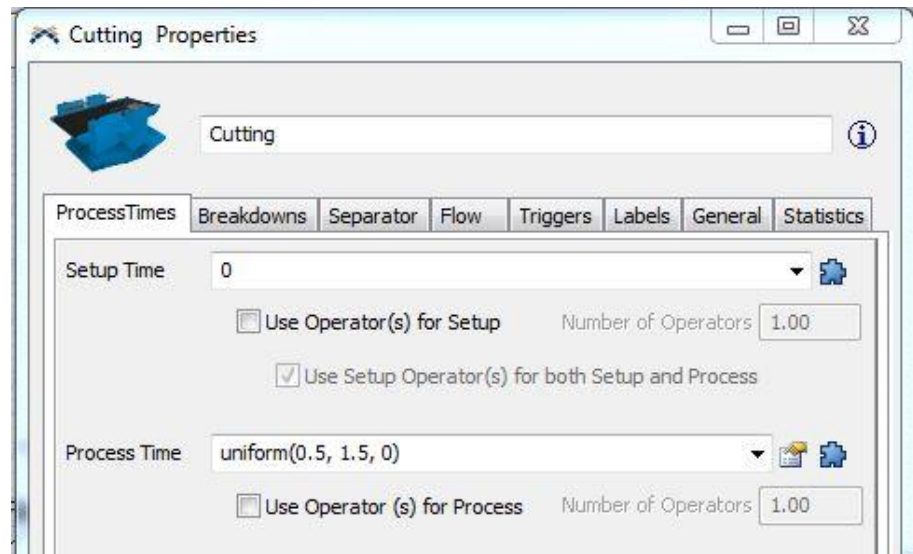 Cutting Properties
Cutting
ProcessTimes Breakdowns Separator Flow Triggers Labels General Statistics
Setup Time 0
Use Operator(s) for Setup Number of Operators 1.00
Use Setup Operator(s) for both Setup and Process
Process Time uniform(0.5, 1.5, 0)
Use Operator (s) for Process Number of Operators 1.00